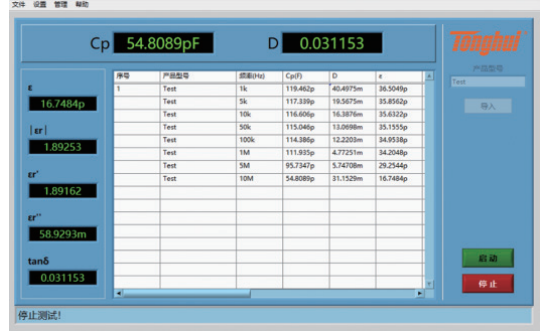 文件 设置 管理 帮助
Cp 54.8089pF D 0.031153
Tonghui
产品型号
Test
导入
ε
16.7484p
|εr|
1.89253
εr'
1.89162
εr''
58.9293m
tanδ
0.031153
序号 产品型号 频率(Hz) Cp(F) D ε
1 Test 1k 119.462p 40.4975m 36.5049p
Test 5k 117.339p 19.5675m 35.8562p
Test 10k 116.606p 16.3876m 35.6322p
Test 50k 115.046p 13.0698m 35.1555p
Test 100k 114.386p 12.2203m 34.9538p
Test 1M 111.935p 4.77251m 34.2048p
Test 5M 95.7347p 5.74708m 29.2544p
Test 10M 54.8089p 31.1529m 16.7484p
启动
停止
停止测试!